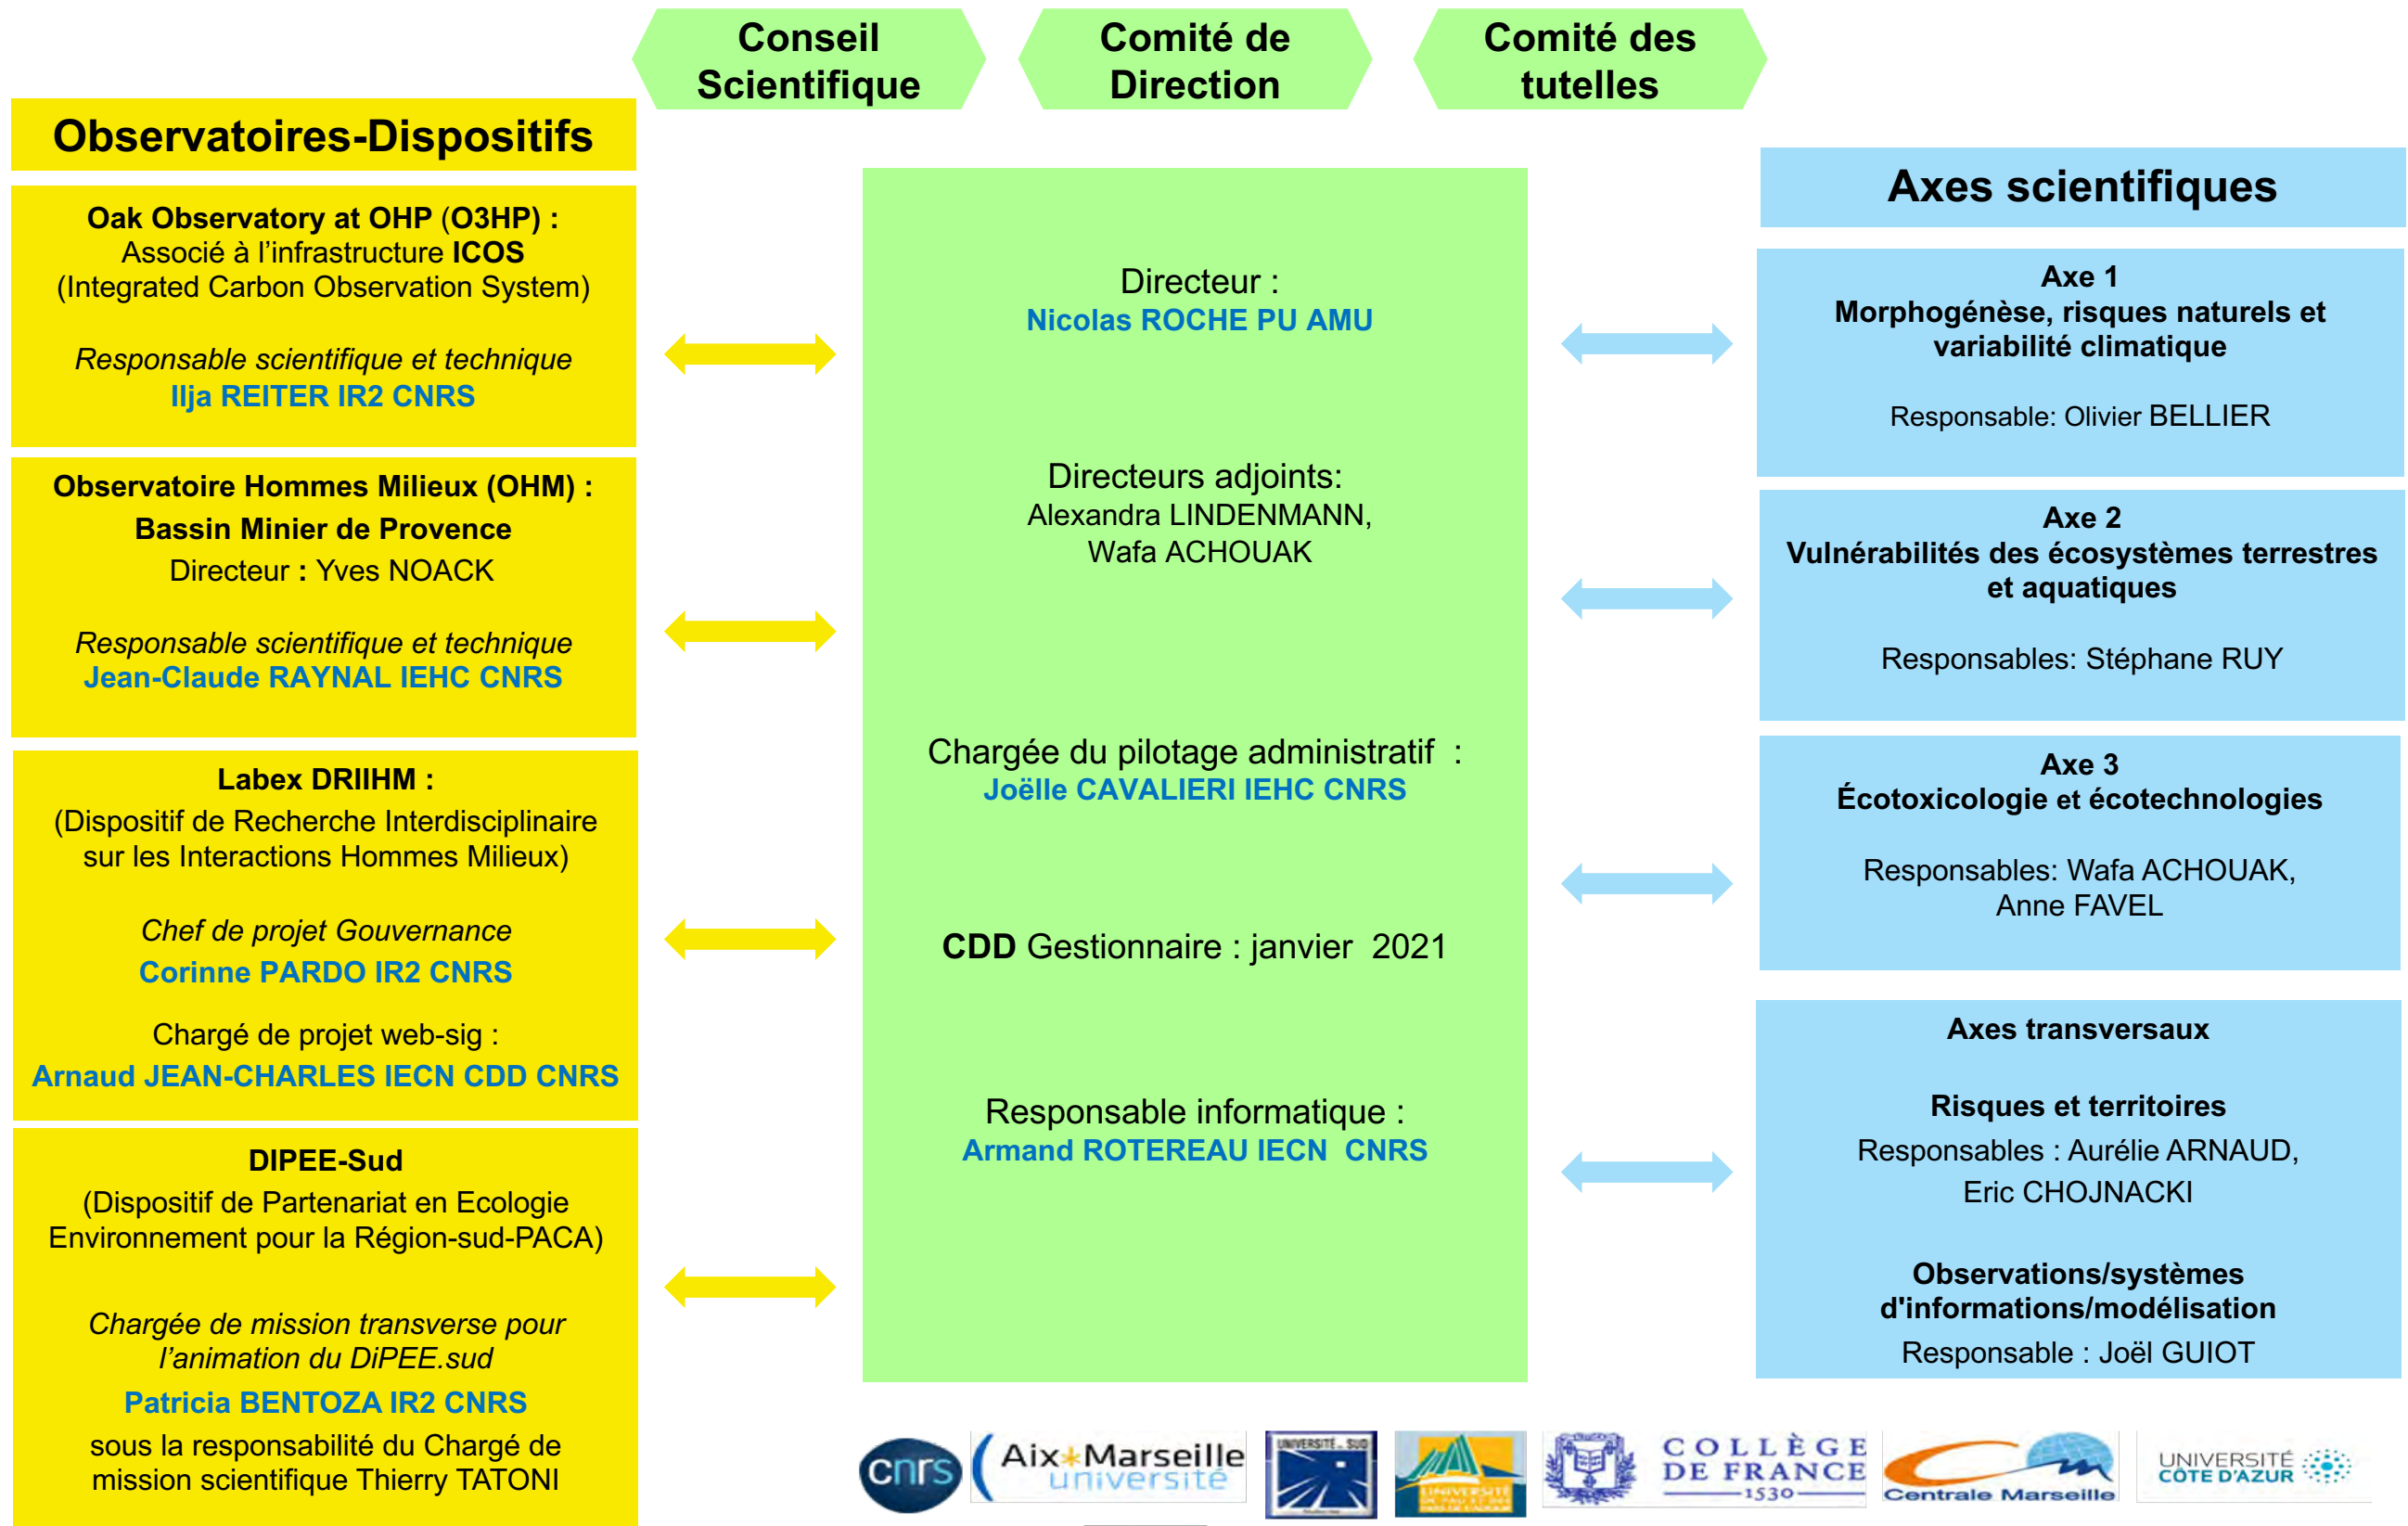 Conseil
Scientifique
Comité de
Direction
Comité des
tutelles
Observatoires-Dispositifs
Oak Observatory at OHP (O3HP) :
Associé à l'infrastructure ICOS
(Integrated Carbon Observation System)
Responsable scientifique et technique
Ilja REITER IR2 CNRS
Observatoire Hommes Milieux (OHM) :
Bassin Minier de Provence
Directeur : Yves NOACK
Responsable scientifique et technique
Jean-Claude RAYNAL IEHC CNRS
Labex DRIIHM :
(Dispositif de Recherche Interdisciplinaire
sur les Interactions Hommes Milieux)
Chef de projet Gouvernance
Corinne PARDO IR2 CNRS
Chargé de projet web-sig :
Arnaud JEAN-CHARLES IECN CDD CNRS
DIPEE-Sud
(Dispositif de Partenariat en Ecologie
Environnement pour la Région-sud-PACA)
Chargée de mission transverse pour
l'animation du DiPEE.sud
Patricia BENTOZA IR2 CNRS
sous la responsabilité du Chargé de
mission scientifique Thierry TATONI
Directeur :
Nicolas ROCHE PU AMU
Directeurs adjoints:
Alexandra LINDENMANN,
Wafa ACHOUAK
Chargée du pilotage administratif :
Joëlle CAVALIERI IEHC CNRS
CDD Gestionnaire : janvier 2021
Responsable informatique :
Armand ROTEREAU IECN CNRS
Axes scientifiques
Axe 1
Morphogénèse, risques naturels et
variabilité climatique
Responsable: Olivier BELLIER
Axe 2
Vulnérabilités des écosystèmes terrestres
et aquatiques
Responsables: Stéphane RUY
Axe 3
Écotoxicologie et écotechnologies
Responsables: Wafa ACHOUAK,
Anne FAVEL
Axes transversaux
Risques et territoires
Responsables : Aurélie ARNAUD,
Eric CHOJNACKI
Observations/systèmes
d'informations/modélisation
Responsable : Joël GUIOT
cnrs
Aix*Marseille
université
UNIVERSITÉ - SUD
UNIVERSITÉ
DE PAU ET DES
PAYS DE L'ADOUR
COLLÈGE
DE FRANCE
1530
Centrale Marseille
UNIVERSITÉ
CÔTE D'AZUR